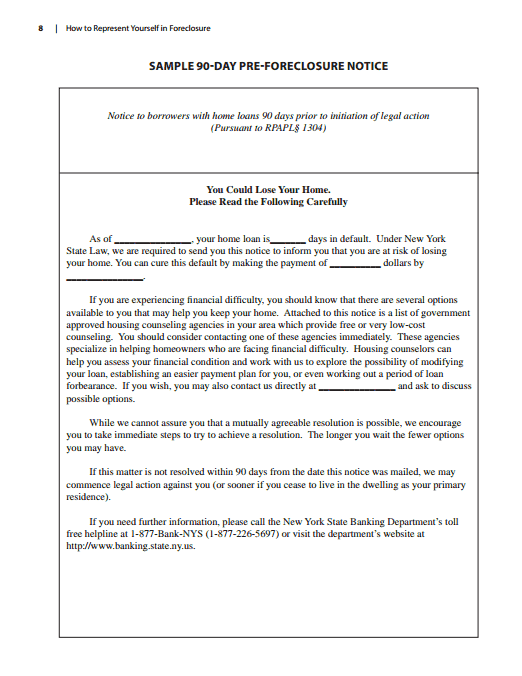 8 | How to Represent Yourself in Foreclosure
SAMPLE 90-DAY PRE-FORECLOSURE NOTICE
Notice to borrowers with home loans 90 days prior to initiation of legal action
(Pursuant to RPAPL§ 1304)
You Could Lose Your Home.
Please Read the Following Carefully
As of _______________, your home loan is_______ days in default. Under New York
State Law, we are required to send you this notice to inform you that you are at risk of losing
your home. You can cure this default by making the payment of __________ dollars by
_______________.
If you are experiencing financial difficulty, you should know that there are several options
available to you that may help you keep your home. Attached to this notice is a list of government
approved housing counseling agencies in your area which provide free or very low-cost
counseling. You should consider contacting one of these agencies immediately. These agencies
specialize in helping homeowners who are facing financial difficulty. Housing counselors can
help you assess your financial condition and work with us to explore the possibility of modifying
your loan, establishing an easier payment plan for you, or even working out a period of loan
forbearance. If you wish, you may also contact us directly at _______________ and ask to discuss
possible options.
While we cannot assure you that a mutually agreeable resolution is possible, we encourage
you to take immediate steps to try to achieve a resolution. The longer you wait the fewer options
you may have.
If this matter is not resolved within 90 days from the date this notice was mailed, we may
commence legal action against you (or sooner if you cease to live in the dwelling as your primary
residence).
If you need further information, please call the New York State Banking Department's toll
free helpline at 1-877-Bank-NYS (1-877-226-5697) or visit the department's website at
http://www.banking.state.ny.us.